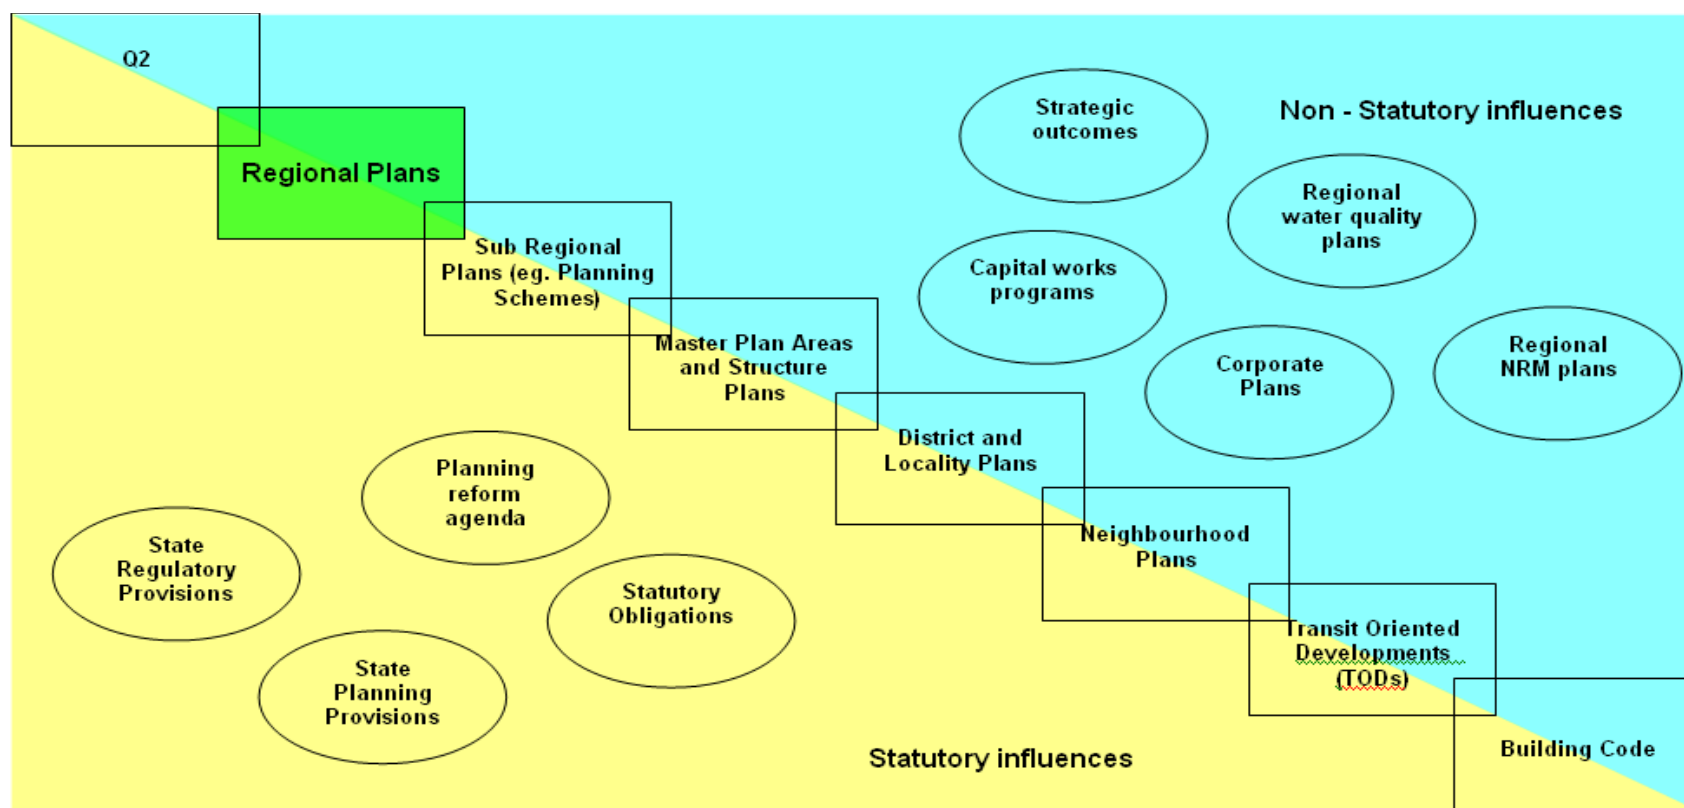 Q2
Regional Plans
Sub Regional
Plans (eg. Planning
Schemes)
Master Plan Areas
and Structure
Plans
District and
Locality Plans
Neighbourhood
Plans
Transit Oriented
Developments
(TODs)
Building Code
Non - Statutory influences
Strategic
outcomes
Regional
water quality
plans
Capital works
programs
Corporate
Plans
Regional
NRM plans
Planning
reform
agenda
State
Regulatory
Provisions
Statutory
Obligations
State
Planning
Provisions
Statutory influences